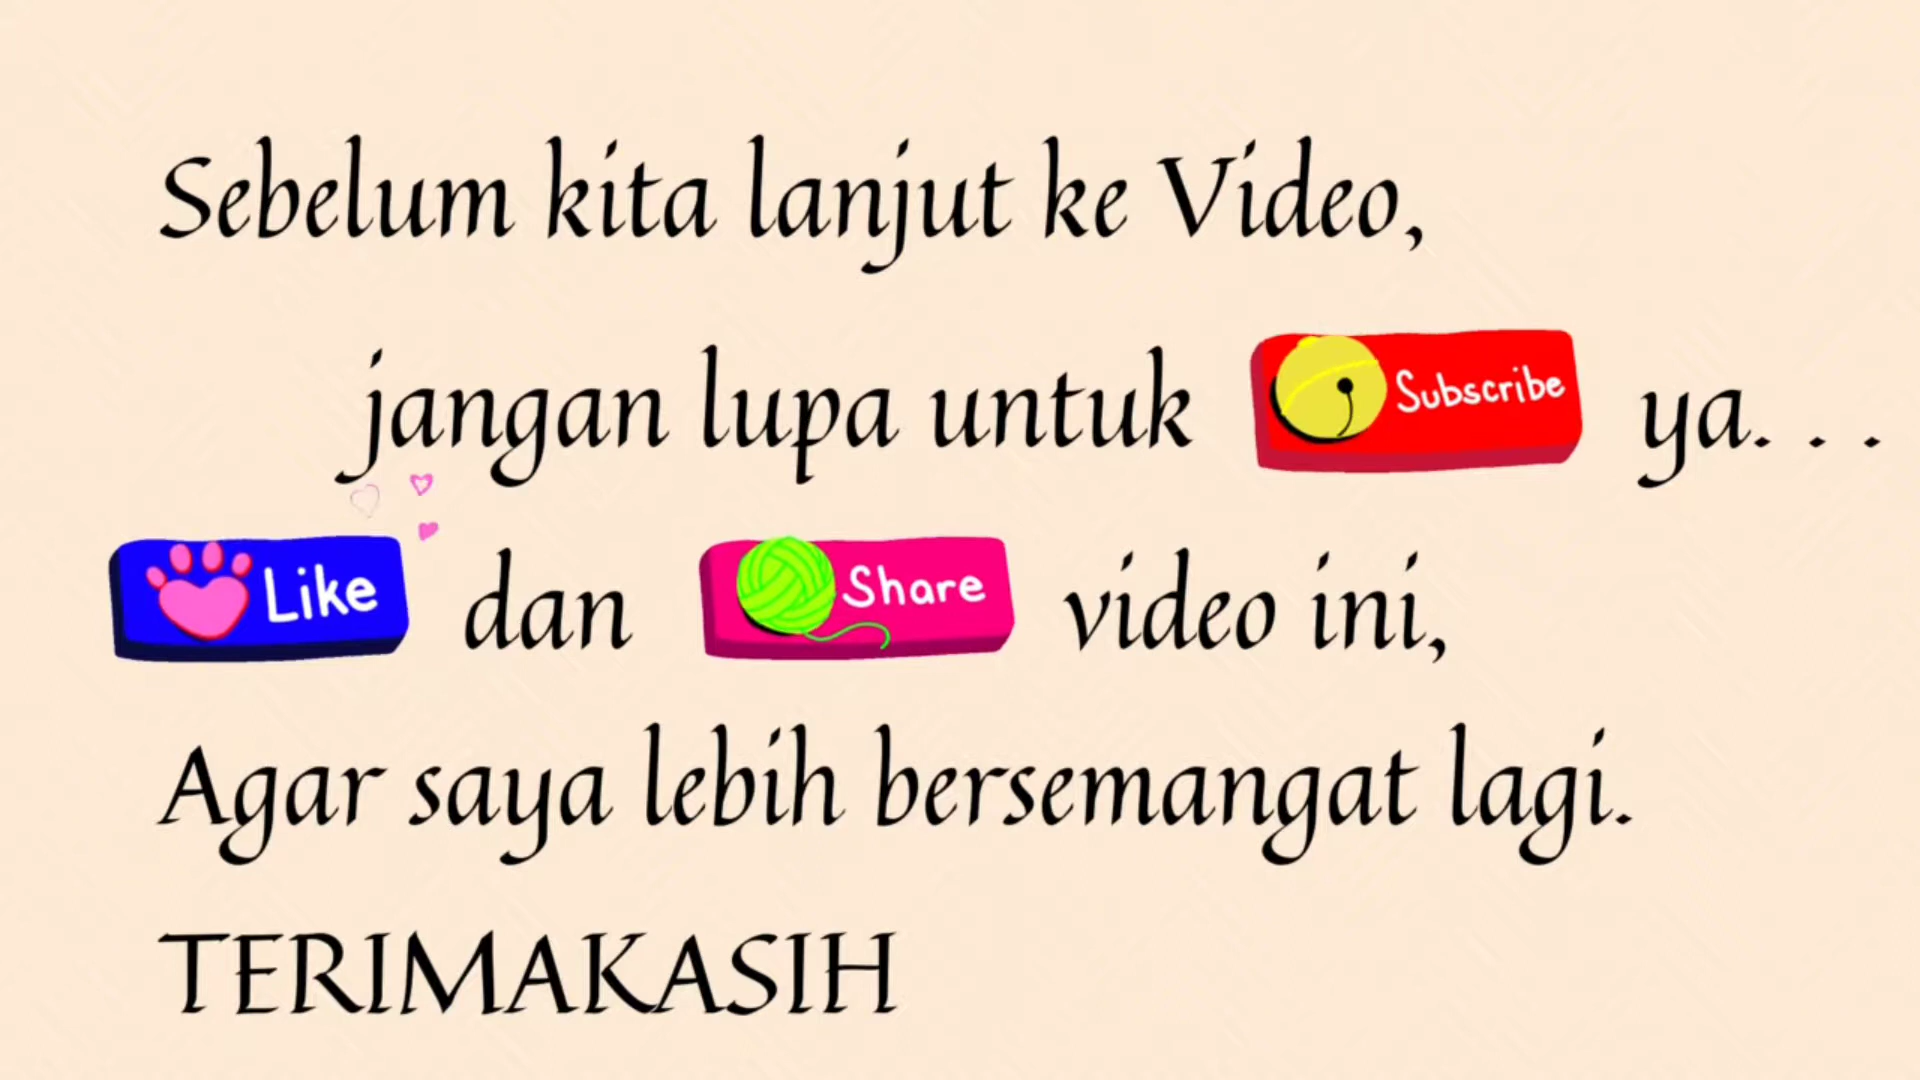 Sebelum kita lanjut ke Video,
jangan lupa untuk Subscribe ya. . .
Like dan Share video ini,
Agar saya lebih bersemangat lagi.
TERIMAKASIH